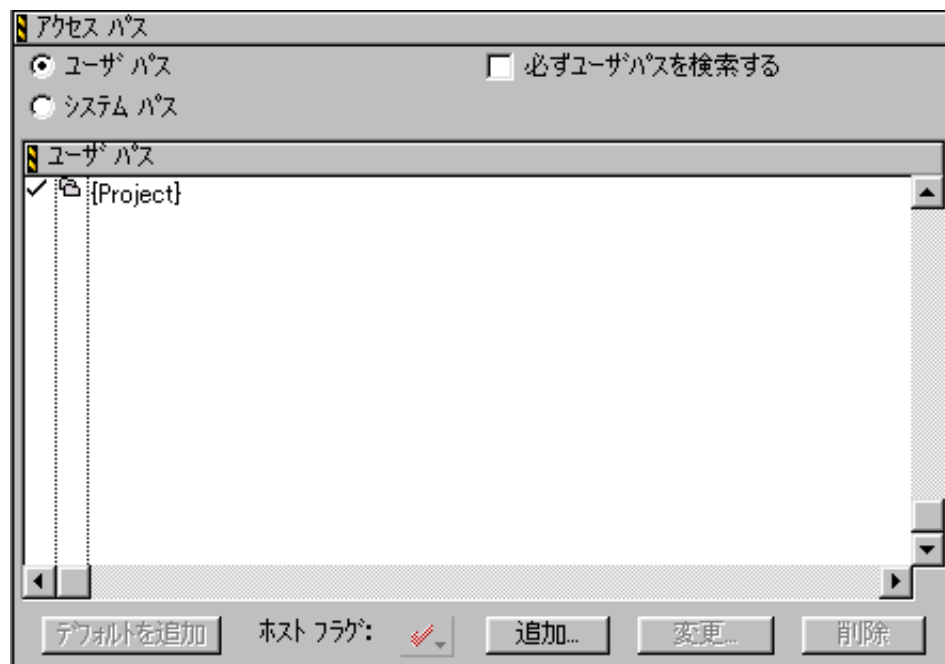 アクセス パス
ユーザ パス
必ずユーザパスを検索する
システム パス
ユーザ パス
{Project}
デフォルトを追加
ホスト フラグ:
追加...
変更...
削除